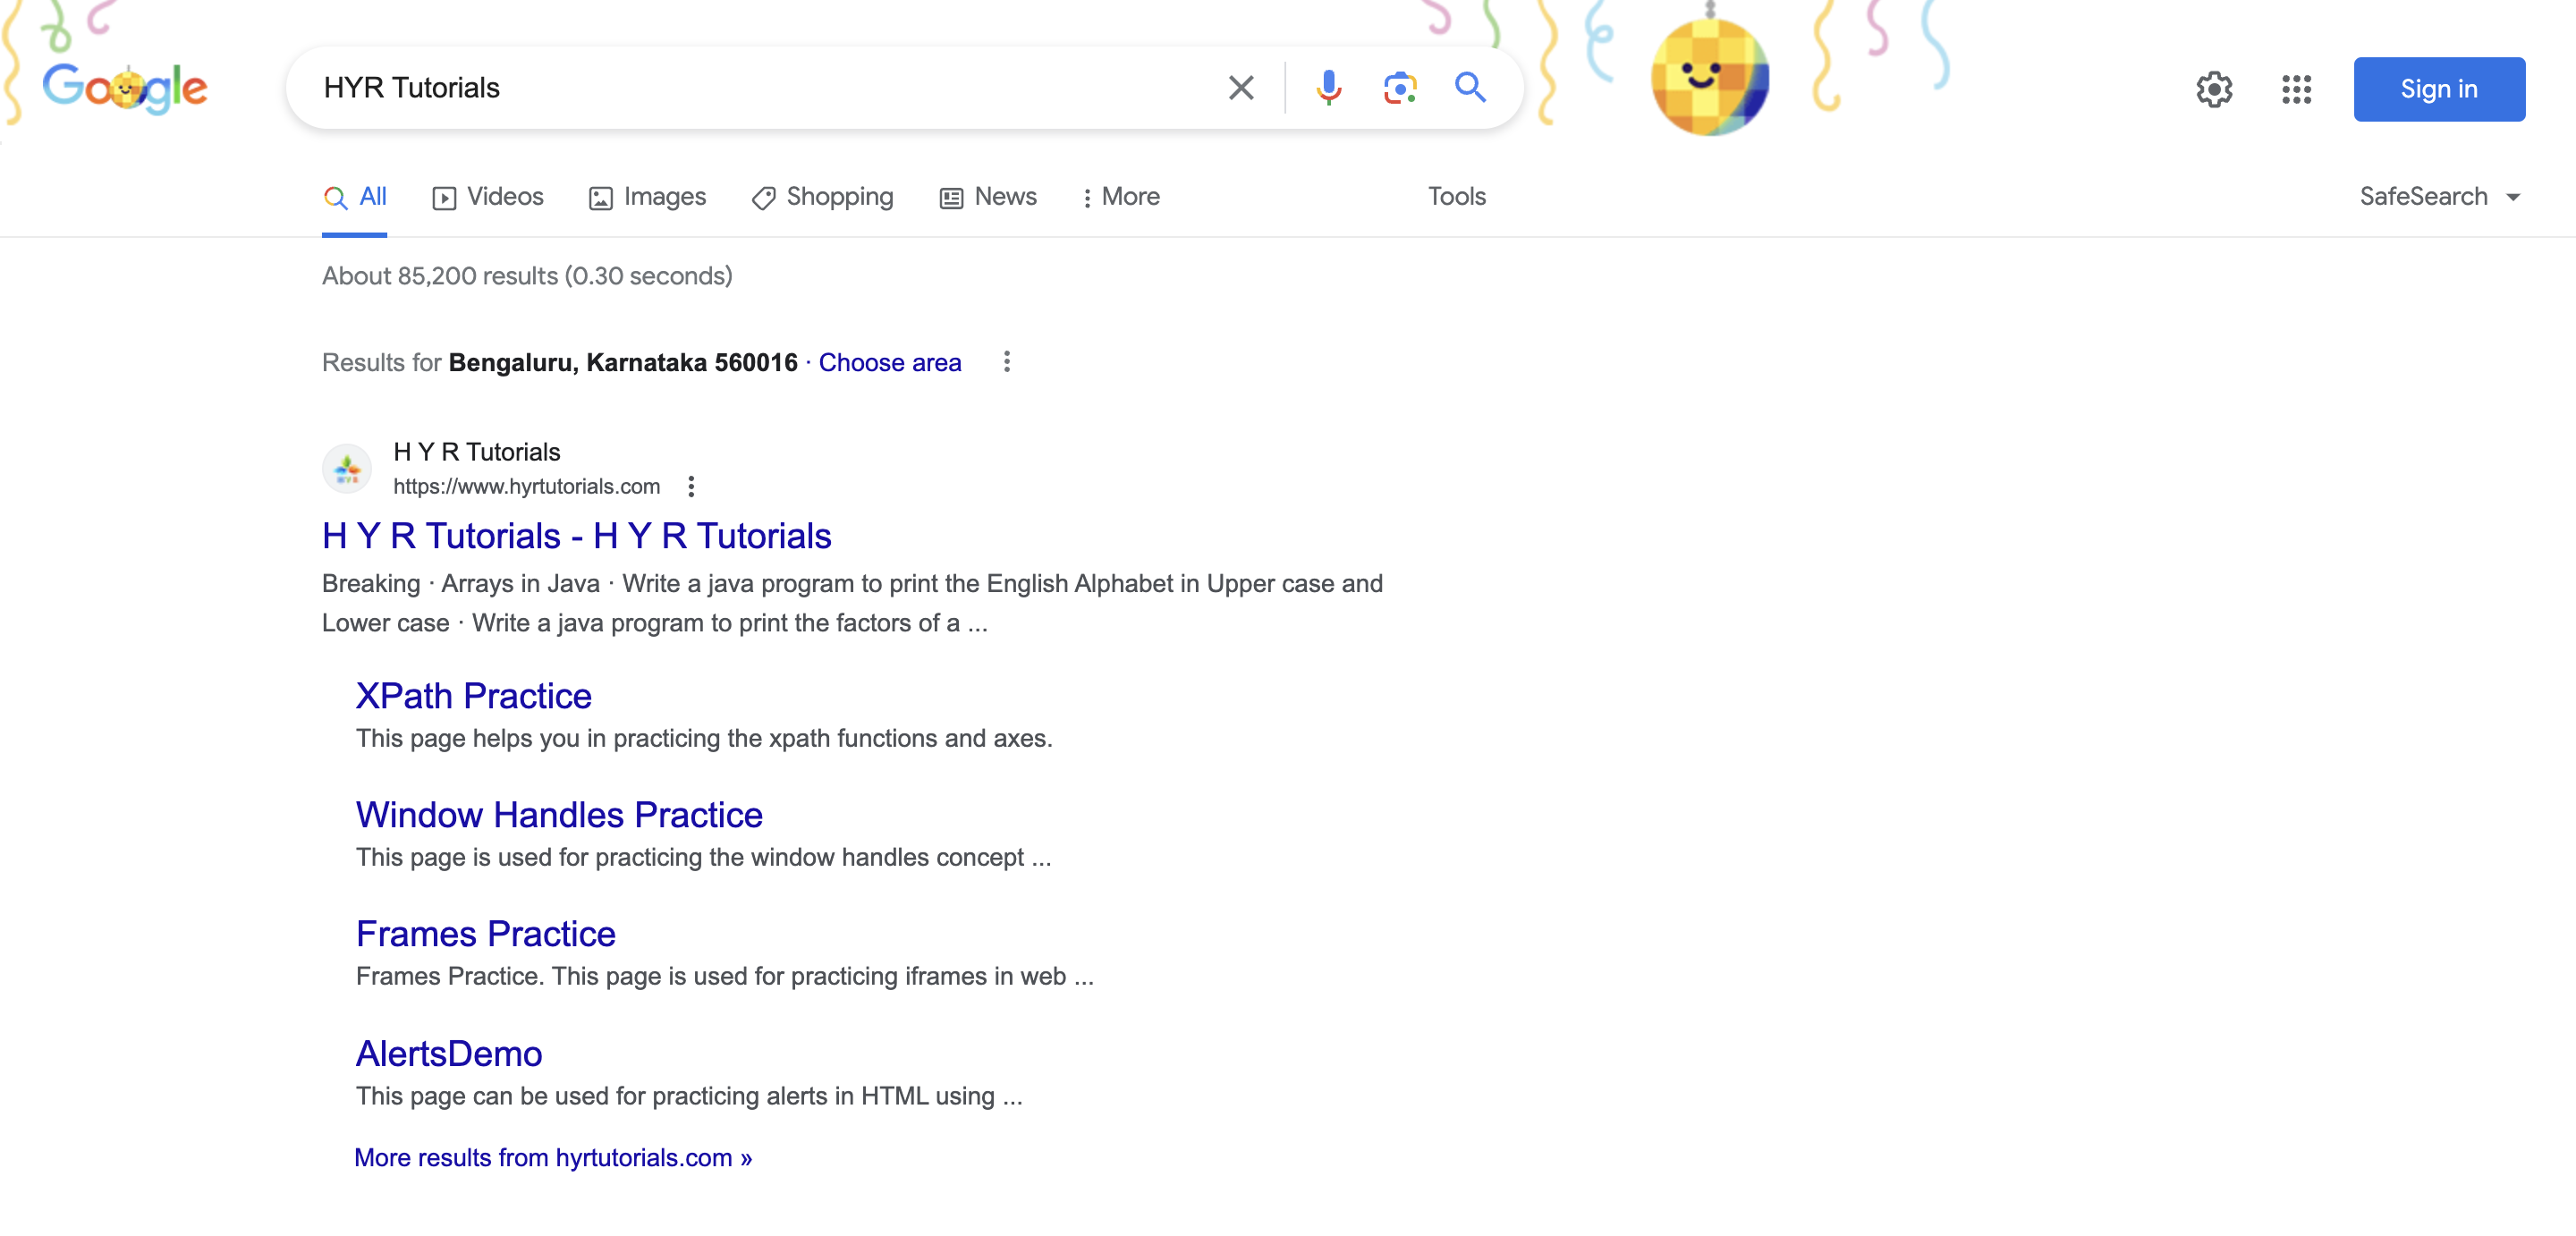 Google
HYR Tutorials
Sign in
All Videos Images Shopping News More Tools SafeSearch
About 85,200 results (0.30 seconds)
Results for Bengaluru, Karnataka 560016 · Choose area
H Y R Tutorials
https://www.hyrtutorials.com
H Y R Tutorials - H Y R Tutorials
Breaking · Arrays in Java · Write a java program to print the English Alphabet in Upper case and
Lower case · Write a java program to print the factors of a ...
XPath Practice
This page helps you in practicing the xpath functions and axes.
Window Handles Practice
This page is used for practicing the window handles concept ...
Frames Practice
Frames Practice. This page is used for practicing iframes in web ...
AlertsDemo
This page can be used for practicing alerts in HTML using ...
More results from hyrtutorials.com »